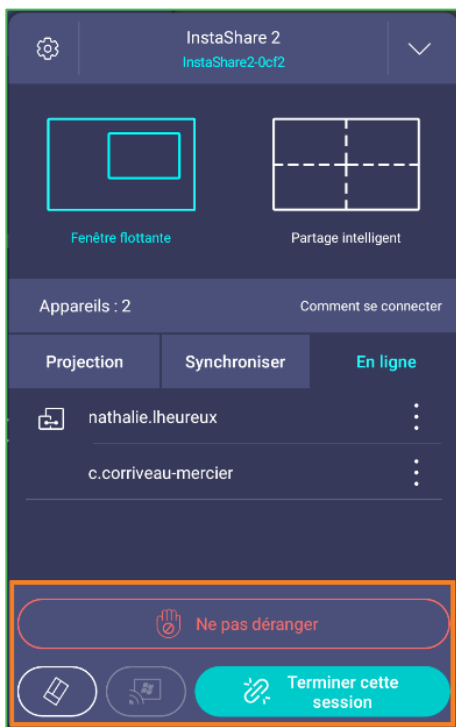 InstaShare 2
InstaShare2-0cf2
Fenêtre flottante
Partage intelligent
Appareils : 2
Comment se connecter
Projection
Synchroniser
En ligne
nathalie.lheureux
c.corriveau-mercier
Ne pas déranger
Terminer cette
session